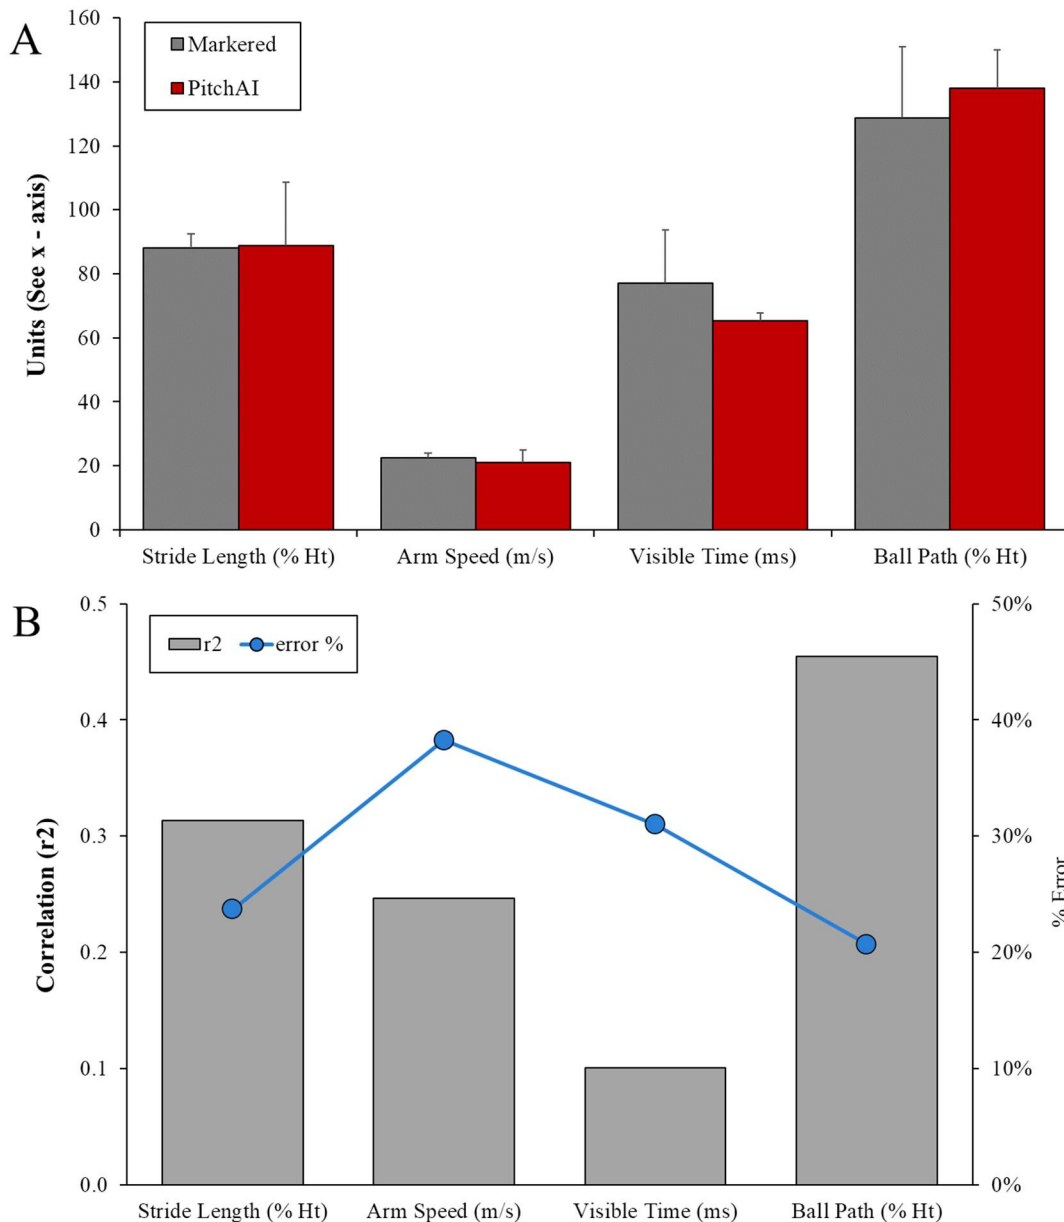 A
Markered
PitchAI
Units (See x - axis)
160
140
120
100
80
60
40
20
0
Stride Length (% Ht)
Arm Speed (m/s)
Visible Time (ms)
Ball Path (% Ht)
B
r2
error %
Correlation (r2)
0.5
0.4
0.3
0.2
0.1
0.0
50%
40%
30%
20%
10%
0%
% Error
Stride Length (% Ht)
Arm Speed (m/s)
Visible Time (ms)
Ball Path (% Ht)